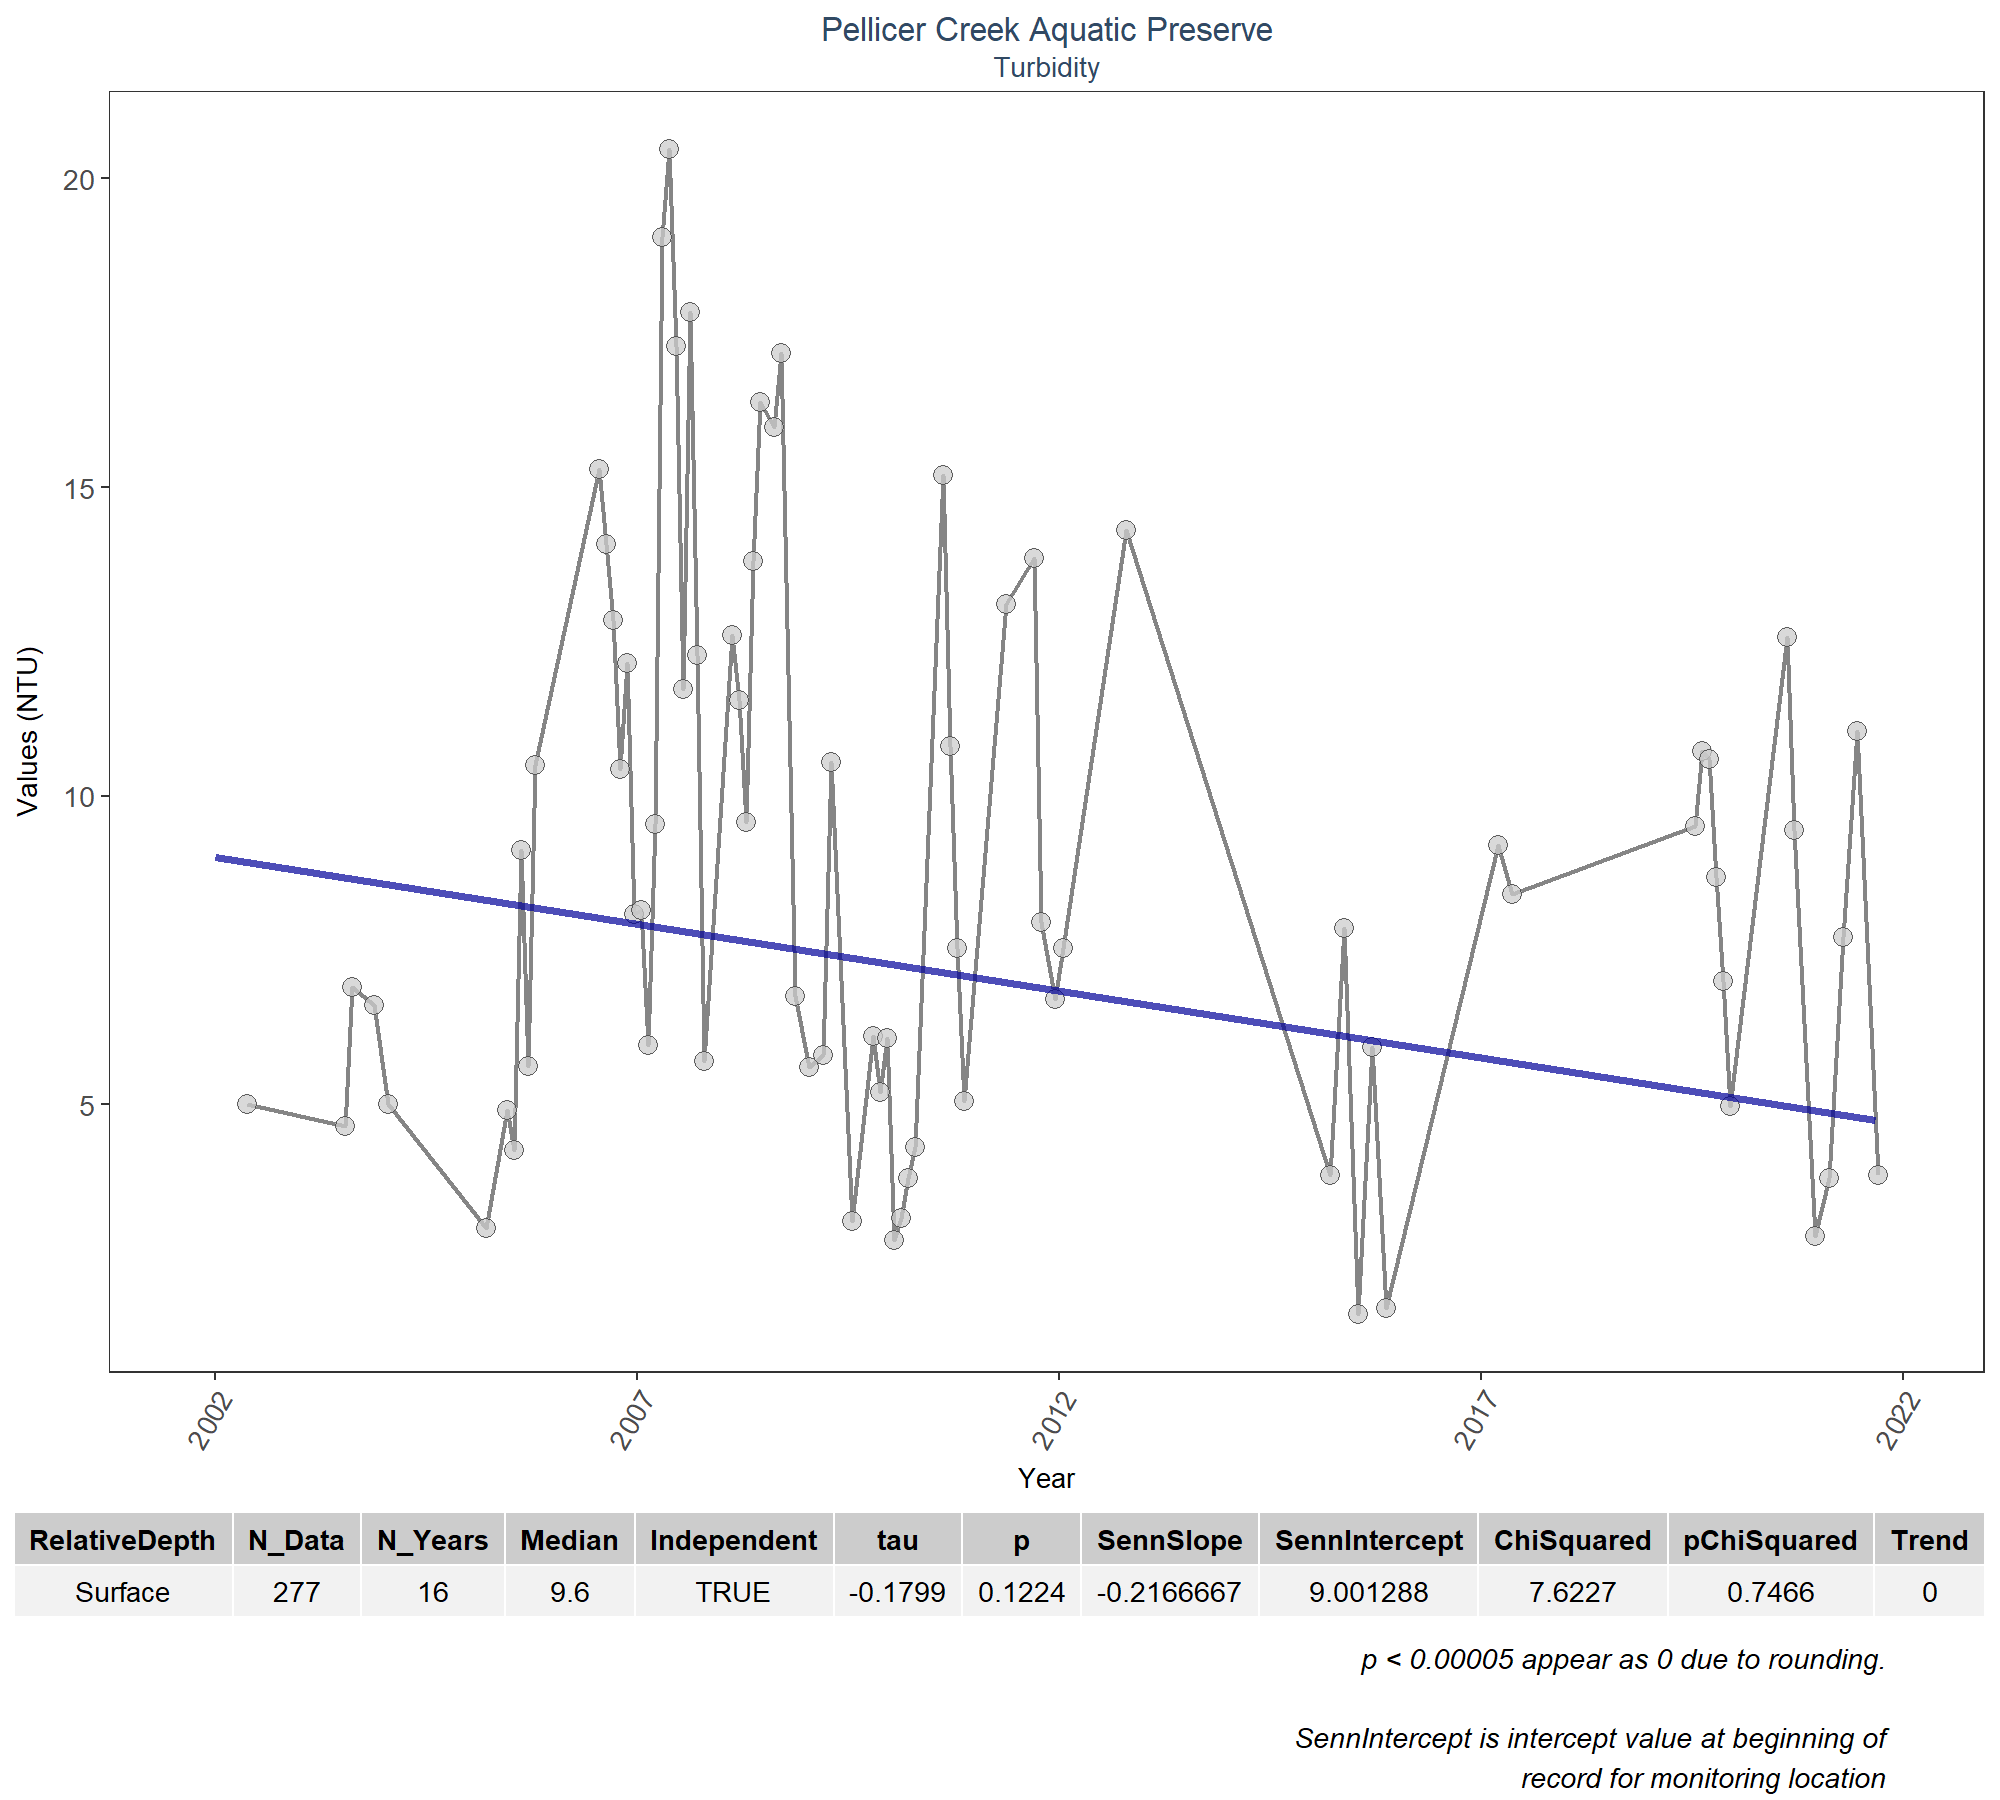 Pellicer Creek Aquatic Preserve
Turbidity
Values (NTU)
20
15
10
5
2002 2007 2012 2017 2022
Year
RelativeDepth N_Data N_Years Median Independent tau p SennSlope SennIntercept ChiSquared pChiSquared Trend
Surface 277 16 9.6 TRUE -0.1799 0.1224 -0.2166667 9.001288 7.6227 0.7466 0
p < 0.00005 appear as 0 due to rounding.
SennIntercept is intercept value at beginning of
record for monitoring location